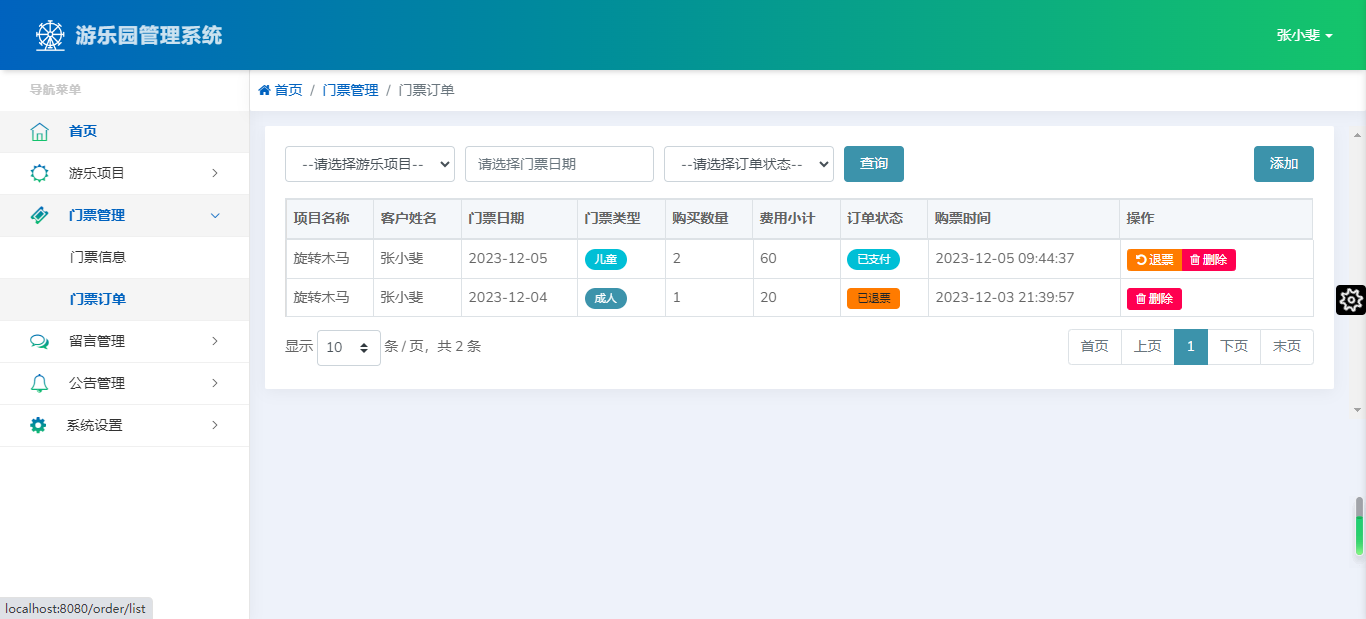 游乐园管理系统
张小斐
导航菜单
首页 / 门票管理 / 门票订单
首页
游乐项目
门票管理
门票信息
门票订单
留言管理
公告管理
系统设置
--请选择游乐项目-- 请选择门票日期 --请选择订单状态-- 查询 添加
项目名称 客户姓名 门票日期 门票类型 购买数量 费用小计 订单状态 购票时间 操作
旋转木马 张小斐 2023-12-05 儿童 2 60 已支付 2023-12-05 09:44:37 退票 删除
旋转木马 张小斐 2023-12-04 成人 1 20 已退票 2023-12-03 21:39:57 删除
显示 10 条 / 页，共 2 条 首页 上页 1 下页 末页
localhost:8080/order/list